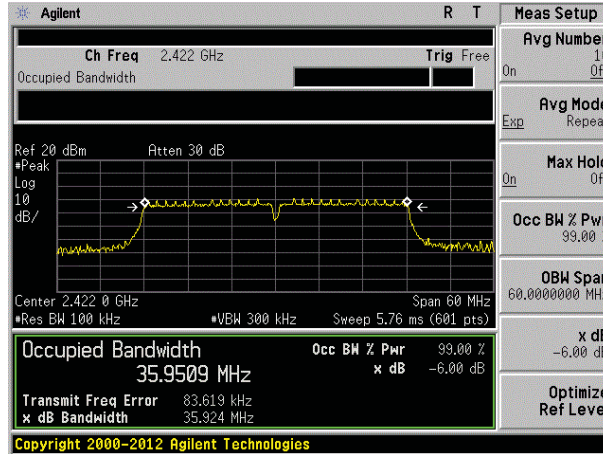 Agilent R T
Ch Freq 2.422 GHz Trig Free
Occupied Bandwidth
Ref 20 dBm Atten 30 dB
#Peak
Log
10
dB/
Center 2.422 0 GHz Span 60 MHz
#Res BW 100 kHz #VBW 300 kHz Sweep 5.76 ms (601 pts)
Occupied Bandwidth Occ BW % Pwr 99.00 %
35.9509 MHz x dB -6.00 dB
Transmit Freq Error 83.619 kHz
x dB Bandwidth 35.924 MHz
Copyright 2000-2012 Agilent Technologies
Meas Setup
Avg Number
On
Avg Mode
Exp Repea
Max Hold
On Of
Occ BW % Pwr
99.00
OBW Span
60.0000000 MH
x dB
-6.00 dB
Optimize
Ref Level